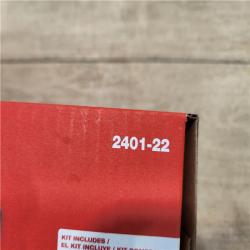 2401-22
KIT INCLUDES /
EL KIT INCLUYE /